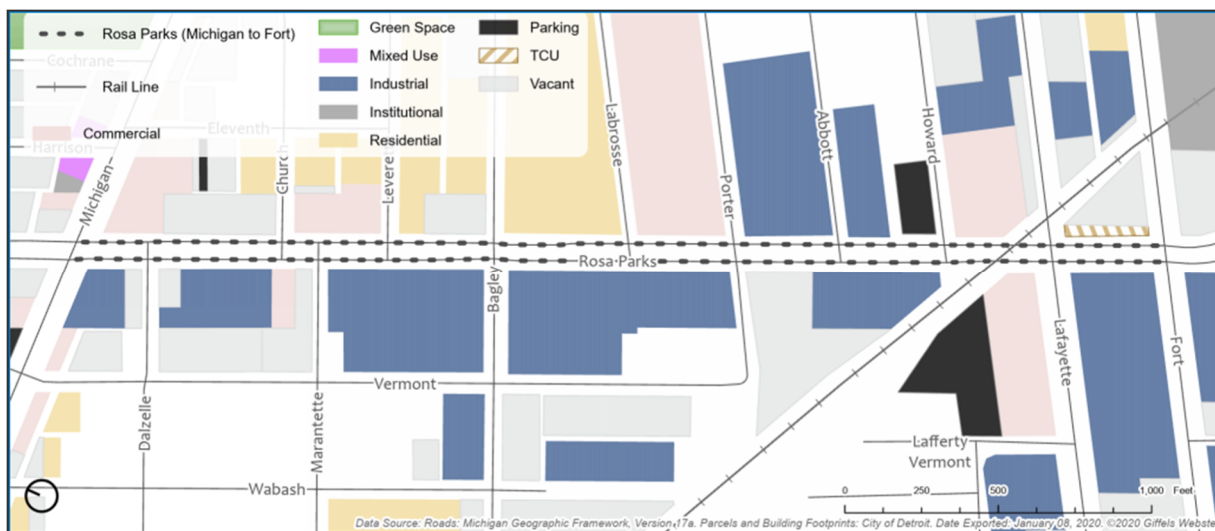 Rosa Parks (Michigan to Fort)
Rail Line
Commercial
Green Space
Mixed Use
Industrial
Institutional
Residential
Parking
TCU
Vacant
Cochrane
Eleventh
Harrison
Michigan
Church
Levere
Labrosse
Porter
Abbott
Howard
Rosa Parks
Bagley
Vermont
Dalzelle
Marantette
Wabash
Lafayette
Fort
Lafferty
Vermont
0 250 500 1,000 Feet
Data Source: Roads: Michigan Geographic Framework, Version 17a. Parcels and Building Footprints: City of Detroit. Date Exported: January 08, 2020, ©2020 Giffels Webste